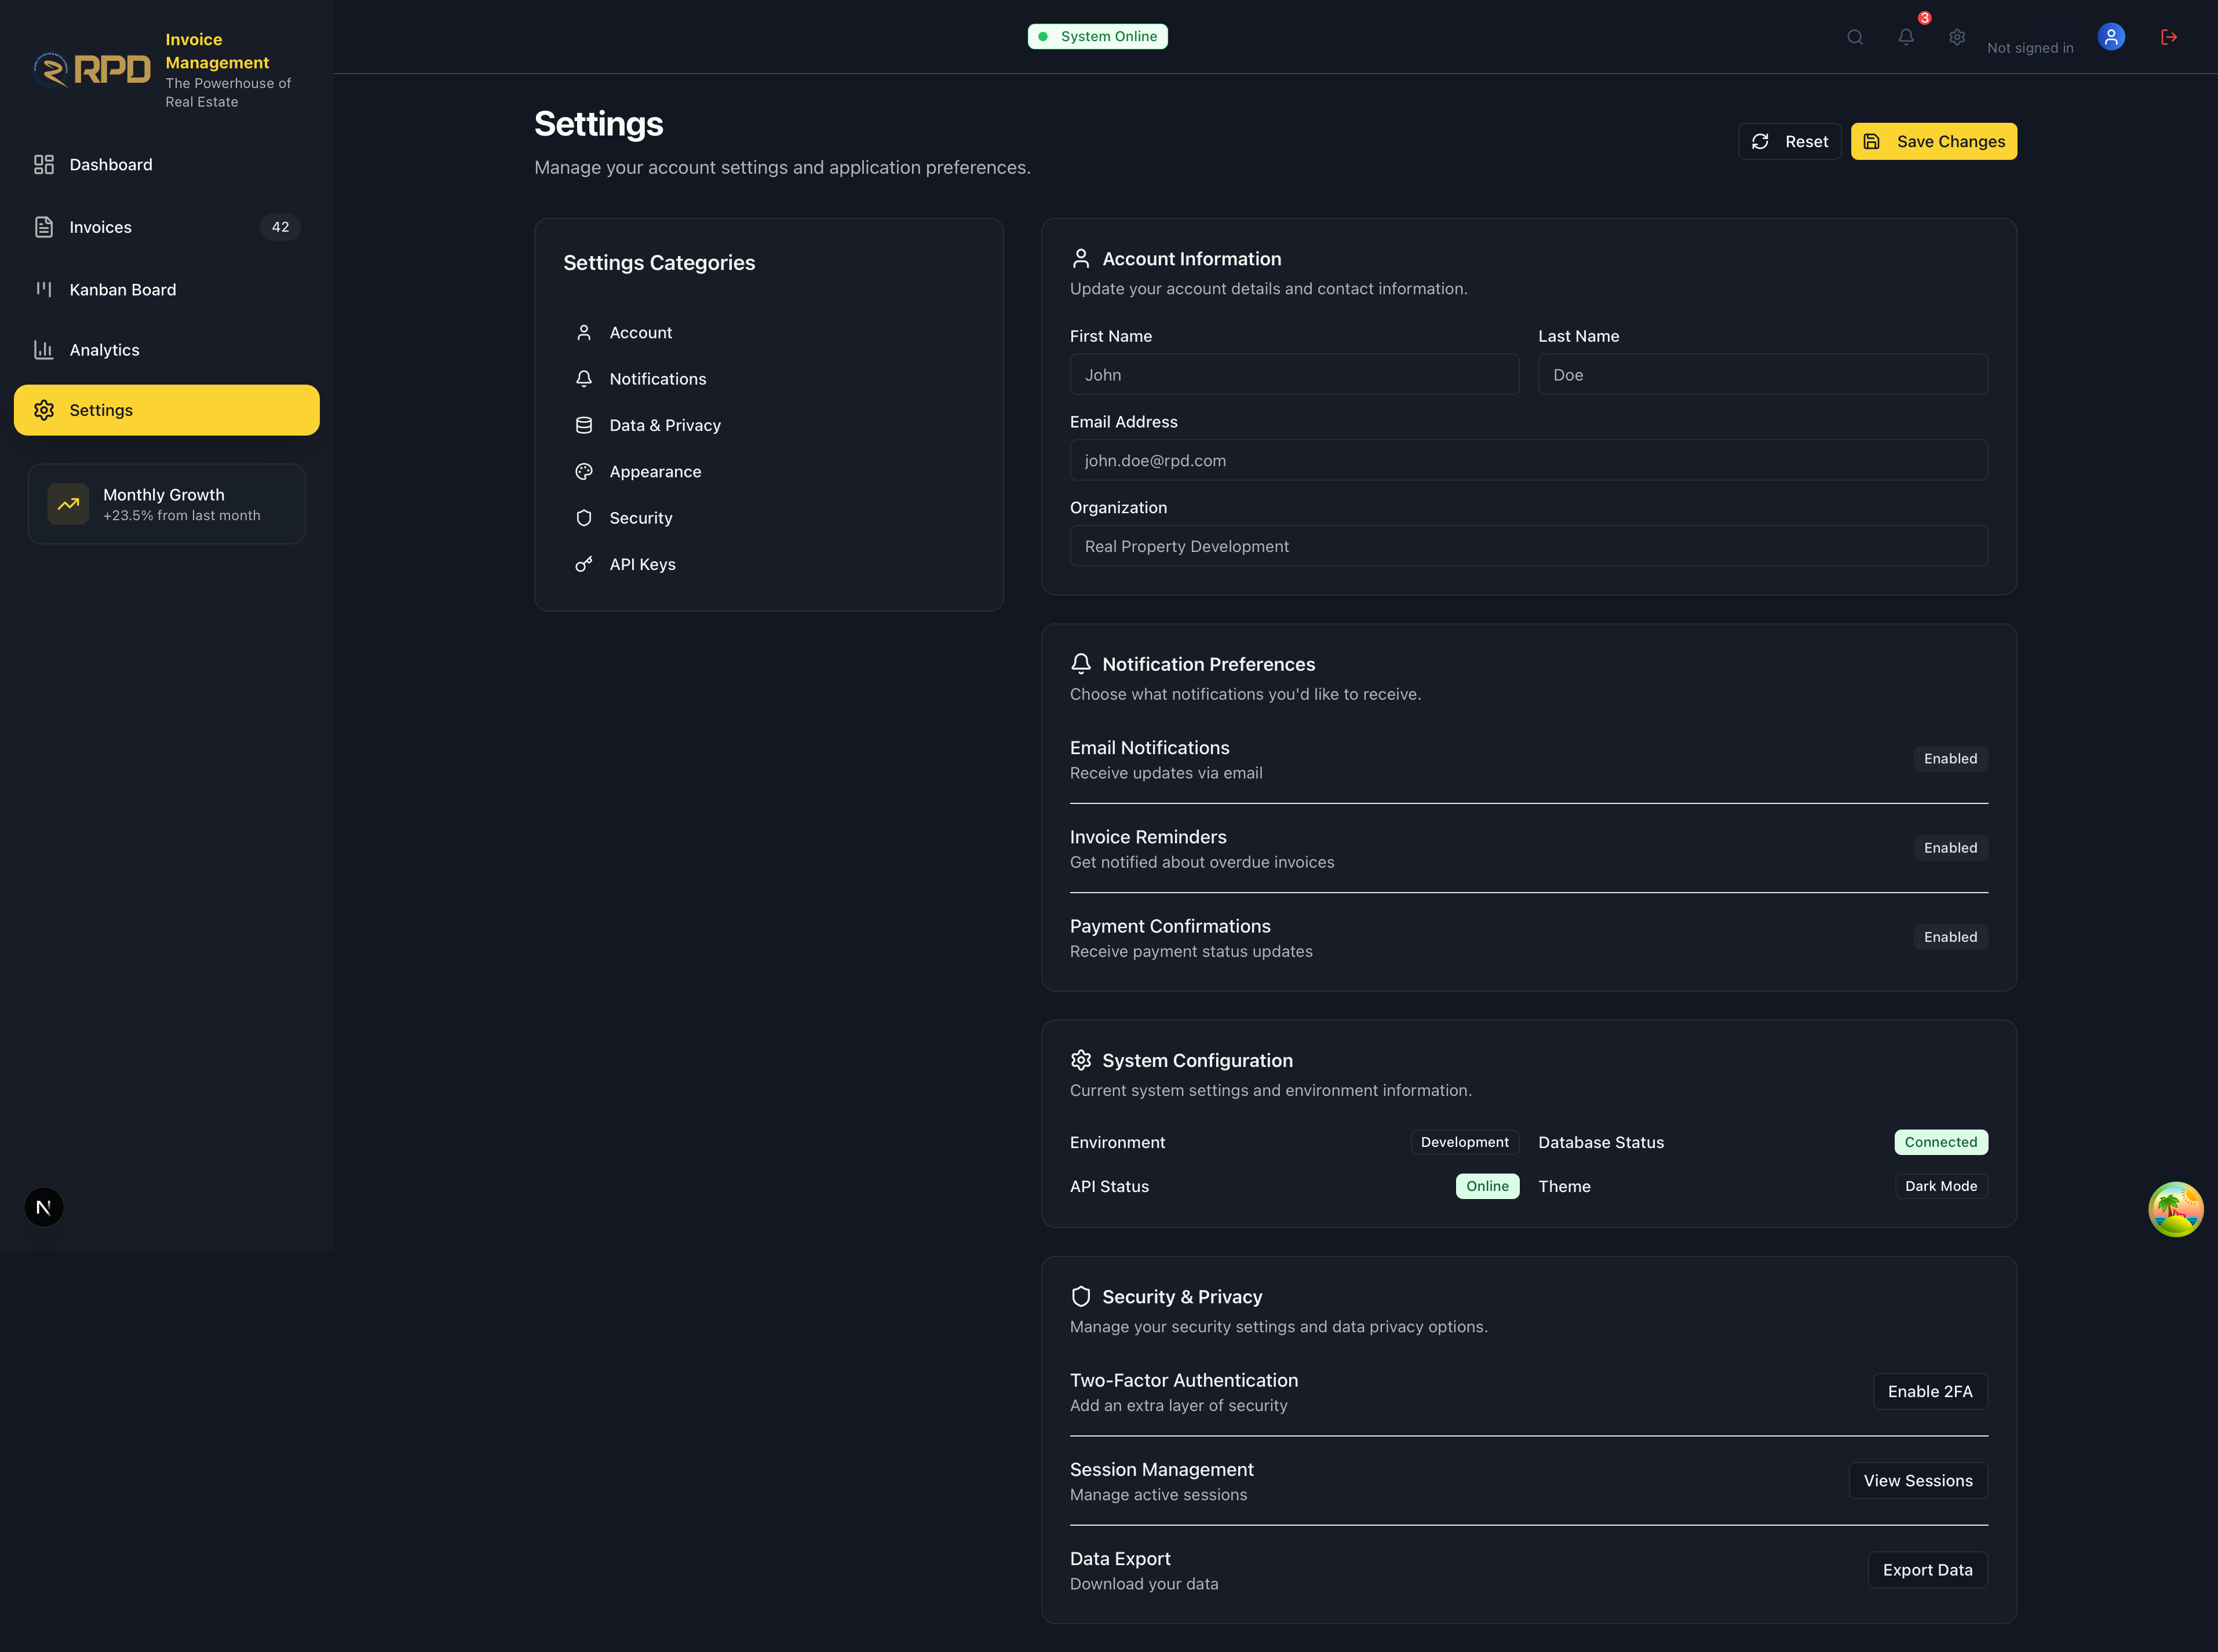 RPD
Invoice
Management
The Powerhouse of
Real Estate
System Online
3
Not signed in
Dashboard
Invoices 42
Kanban Board
Analytics
Settings
Monthly Growth
+23.5% from last month
N
Settings
Manage your account settings and application preferences.
Reset
Save Changes
Settings Categories
Account
Notifications
Data & Privacy
Appearance
Security
API Keys
Account Information
Update your account details and contact information.
First Name Last Name
John Doe
Email Address
john.doe@rpd.com
Organization
Real Property Development
Notification Preferences
Choose what notifications you'd like to receive.
Email Notifications
Receive updates via email
Enabled
Invoice Reminders
Get notified about overdue invoices
Enabled
Payment Confirmations
Receive payment status updates
Enabled
System Configuration
Current system settings and environment information.
Environment Development Database Status Connected
API Status Online Theme Dark Mode
Security & Privacy
Manage your security settings and data privacy options.
Two-Factor Authentication
Add an extra layer of security
Enable 2FA
Session Management
Manage active sessions
View Sessions
Data Export
Download your data
Export Data